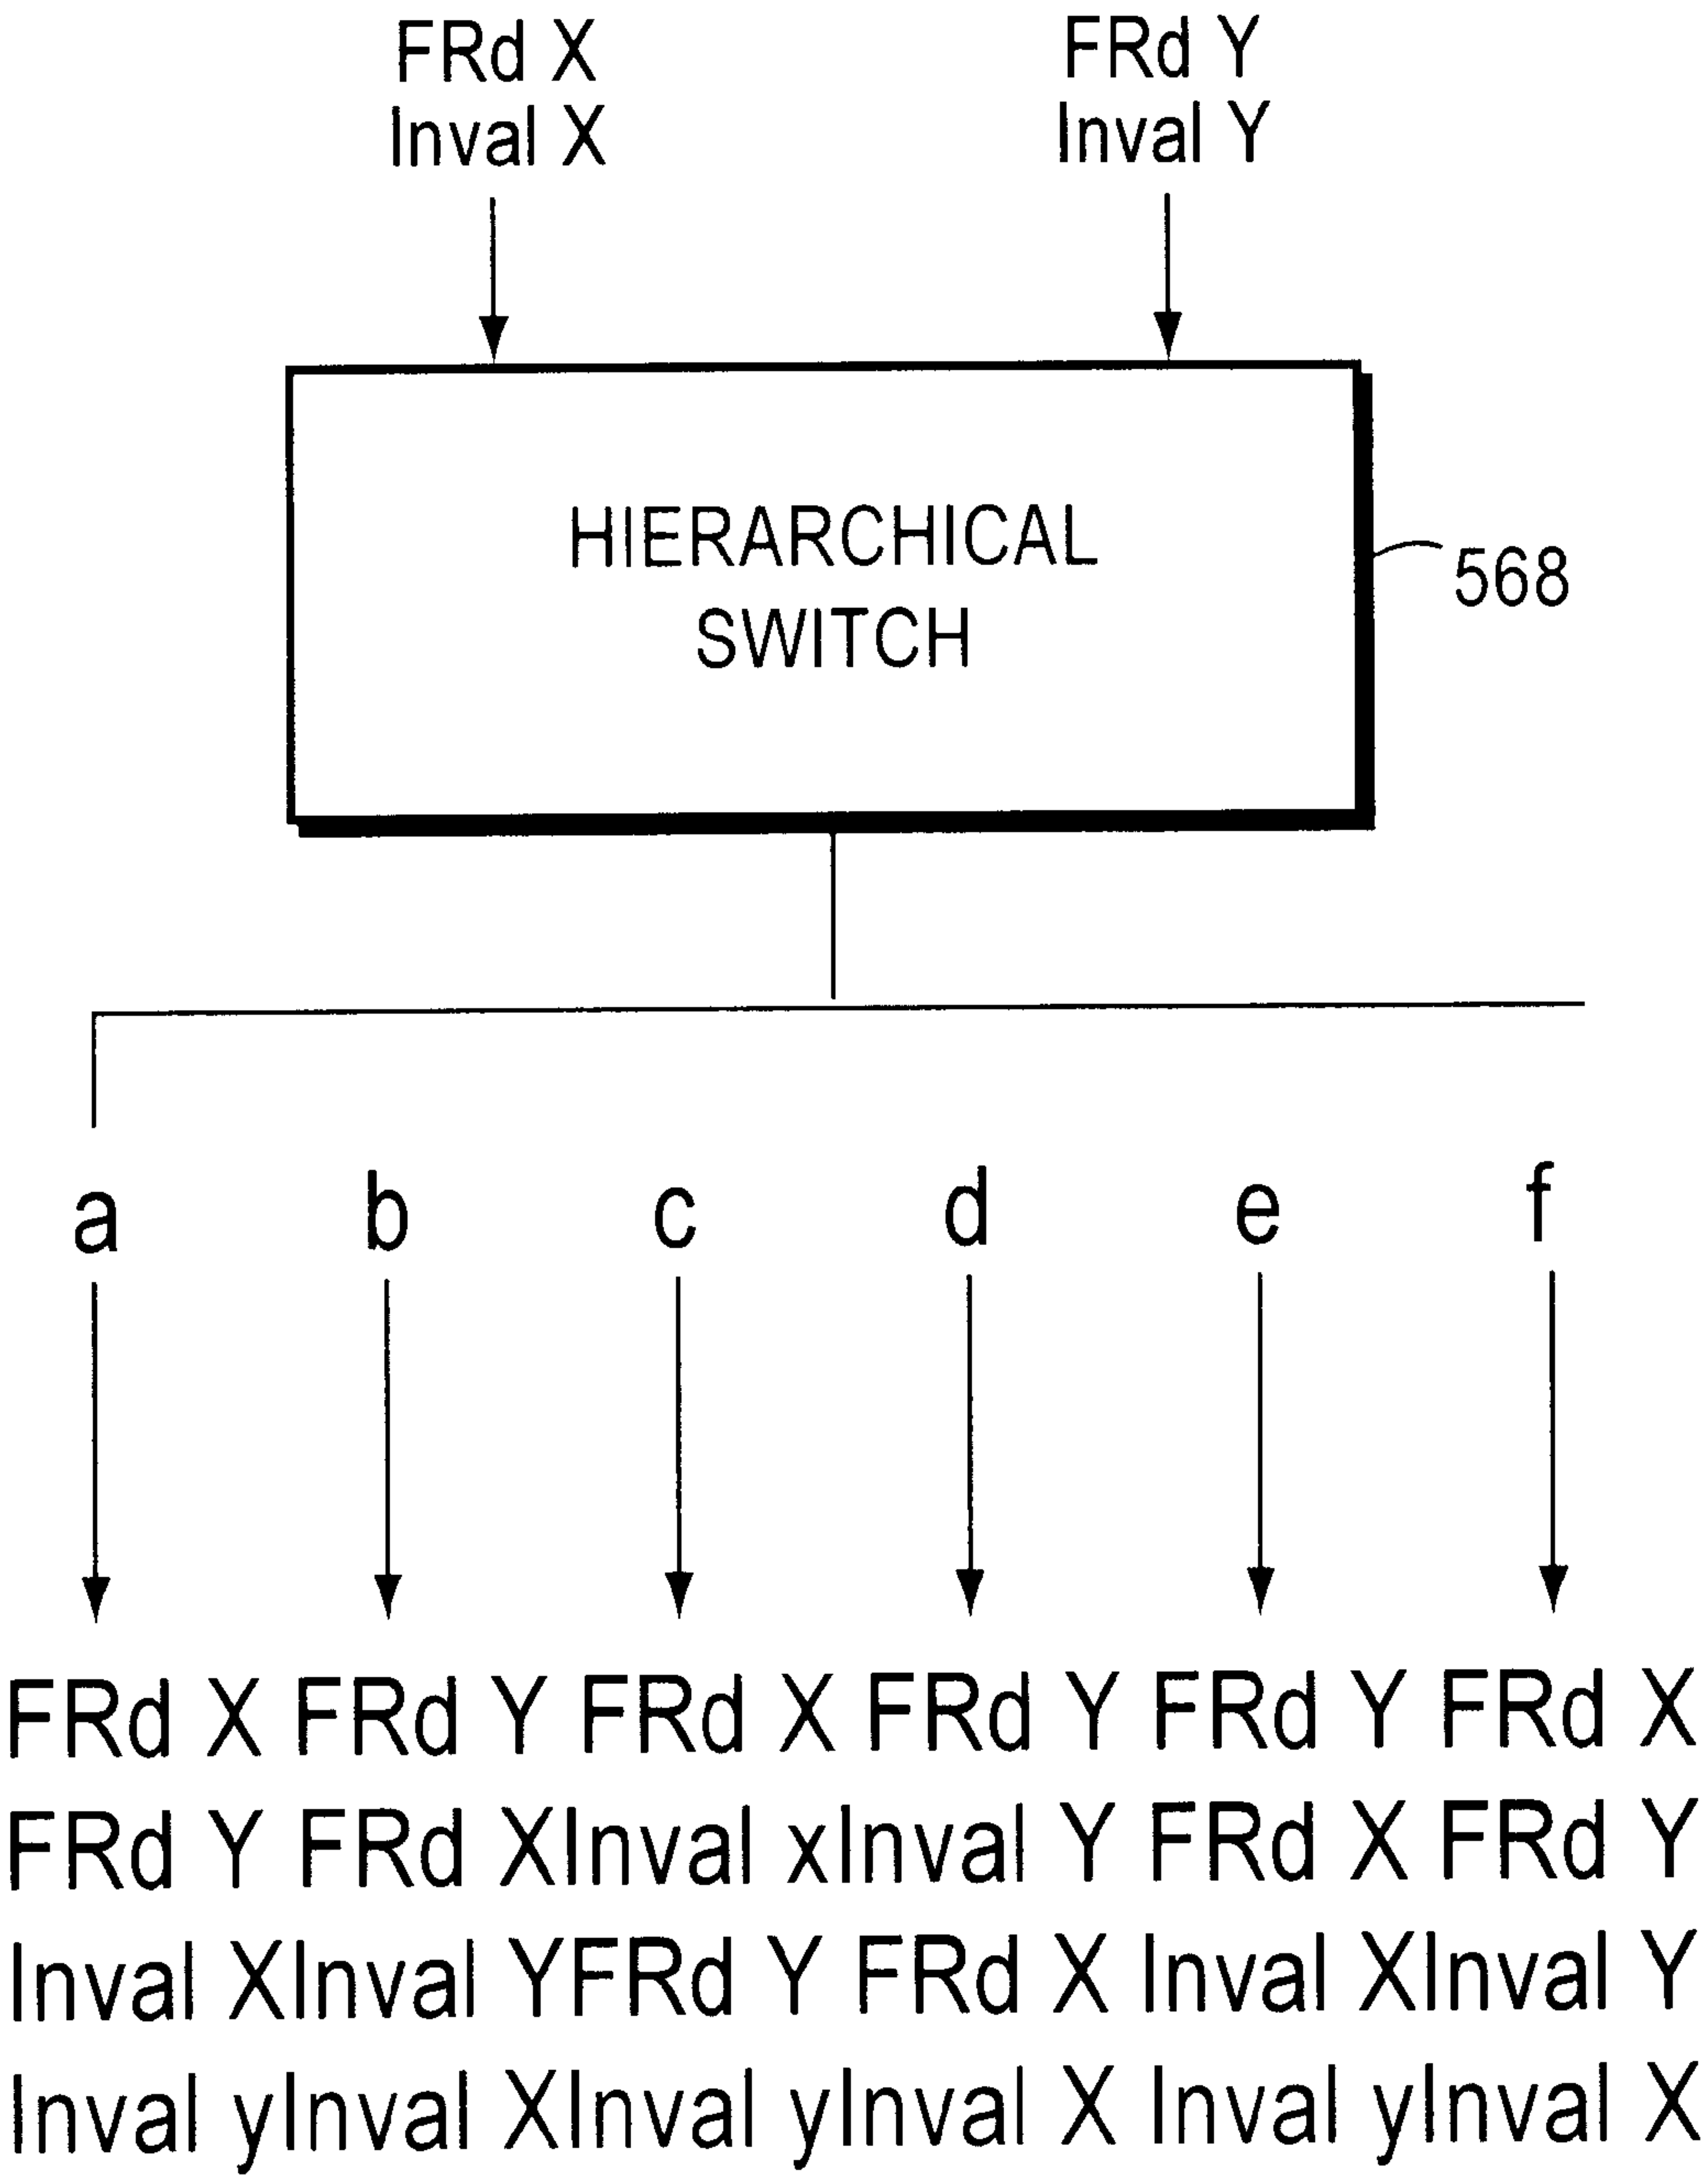 FRd X
Inval X
FRd Y
Inval Y
HIERARCHICAL
SWITCH
568
a b c d e f
FRd X FRd Y FRd X FRd Y FRd Y FRd X
FRd Y FRd XInval xInval Y FRd X FRd Y
Inval XInval YFRd Y FRd X Inval XInval Y
Inval yInval XInval yInval X Inval yInval X